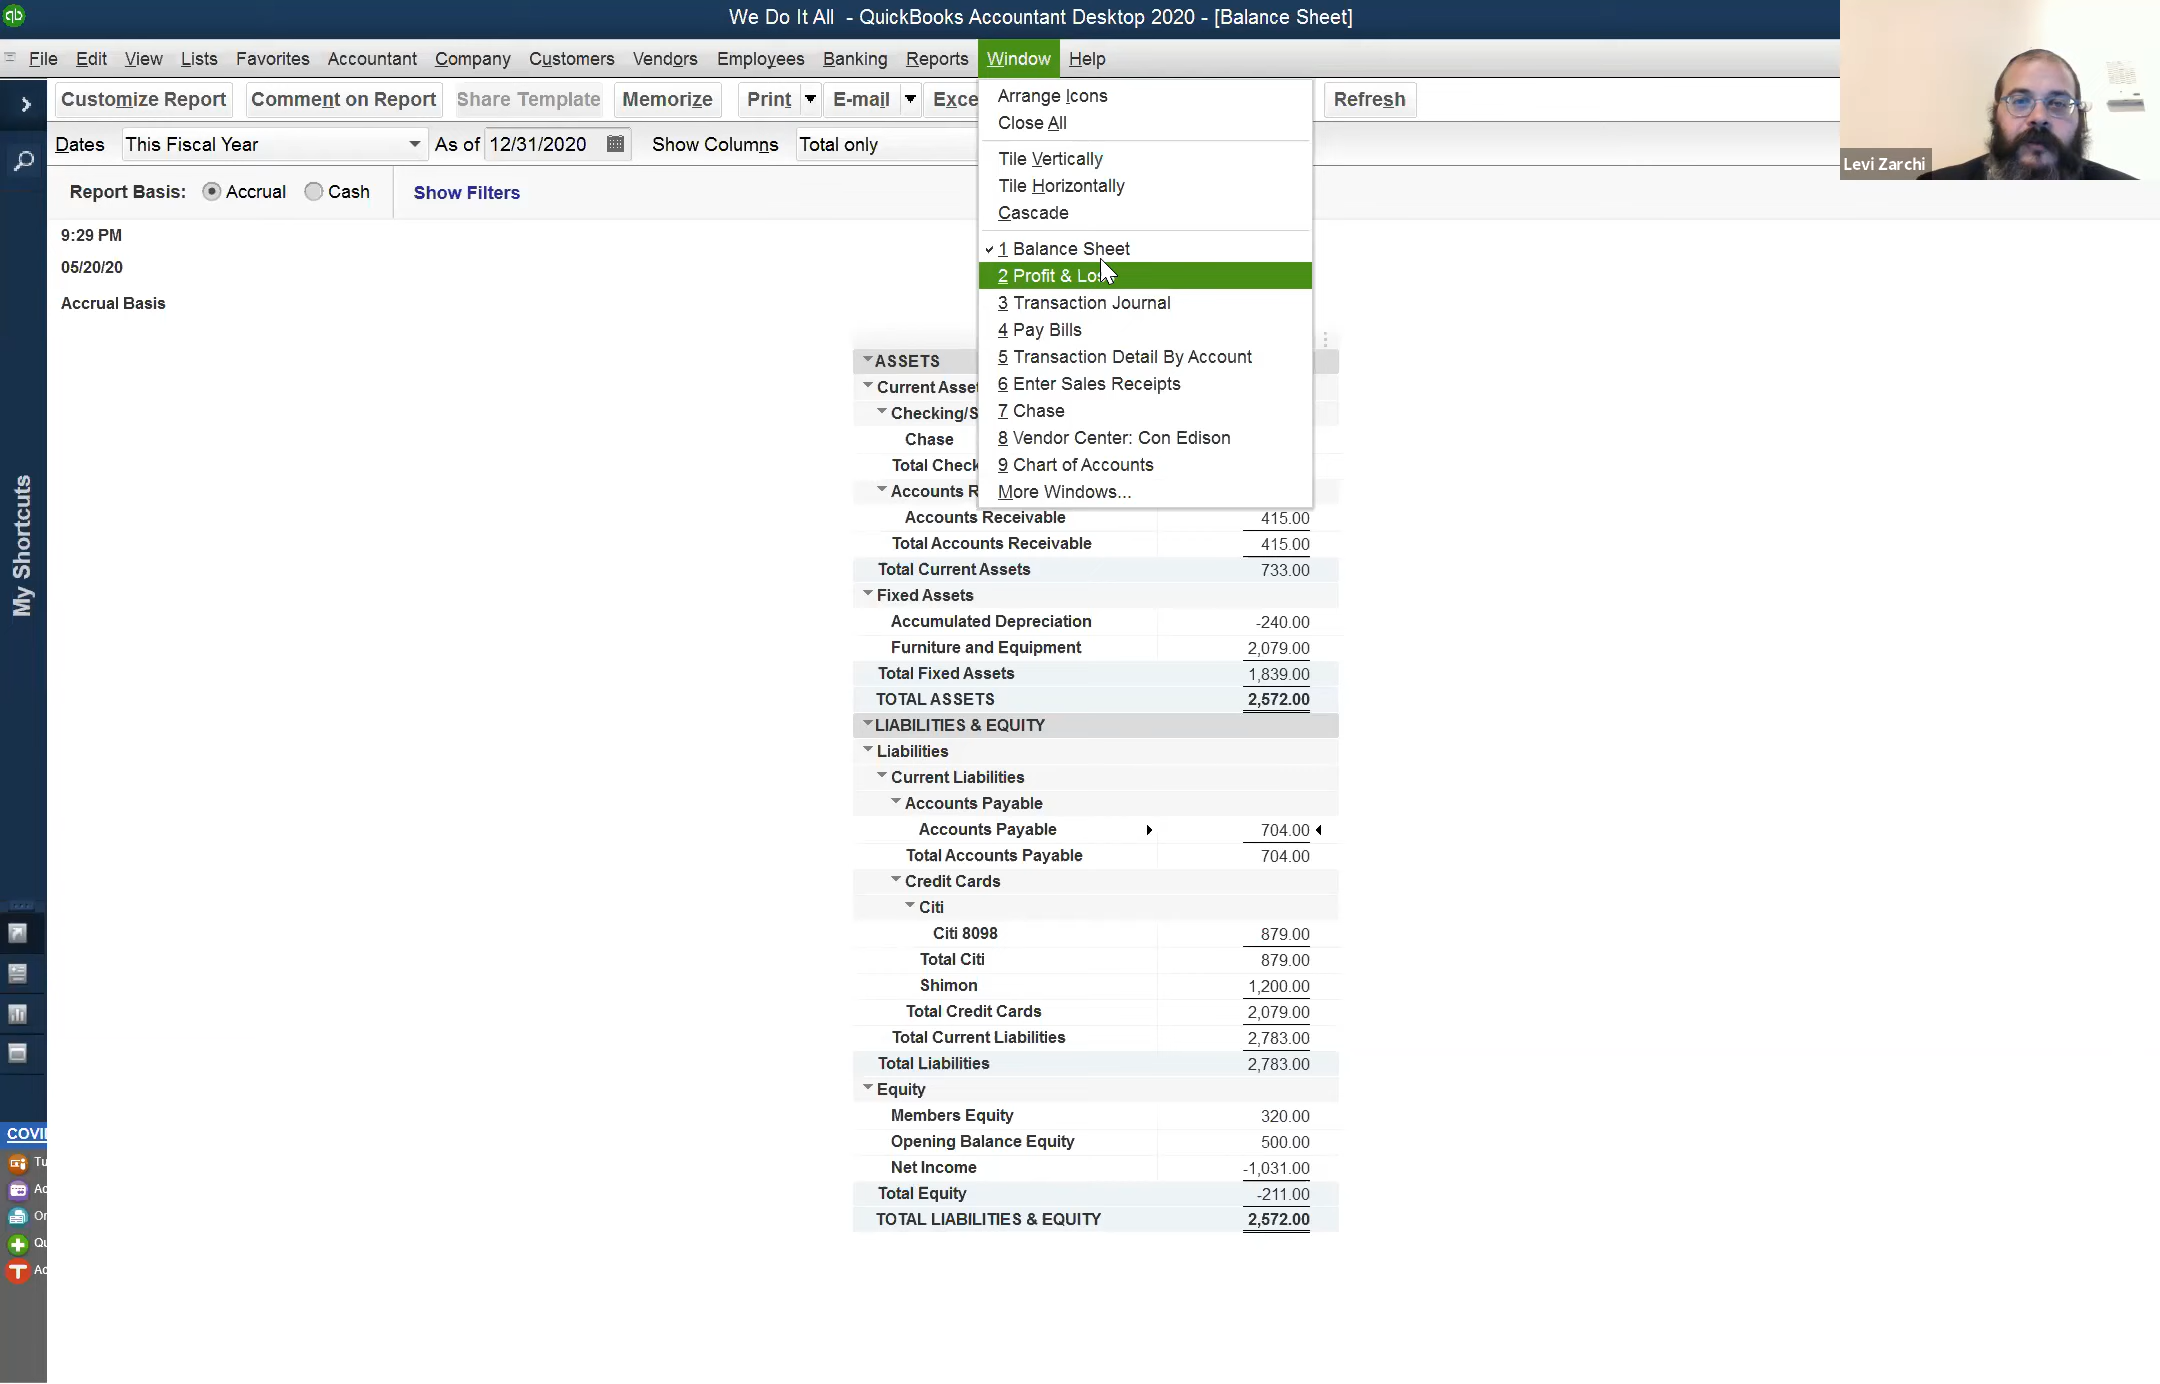 We Do It All - QuickBooks Accountant Desktop 2020 - [Balance Sheet]
File Edit View Lists Favorites Accountant Company Customers Vendors Employees Banking Reports Window Help
Customize Report Comment on Report Share Template Memorize Print E-mail Exce Refresh
Dates This Fiscal Year As of 12/31/2020 Show Columns Total only
Report Basis: Accrual Cash Show Filters
Levi Zarchi
Arrange Icons
Close All
Tile Vertically
Tile Horizontally
Cascade
1 Balance Sheet
2 Profit & Los
3 Transaction Journal
4 Pay Bills
5 Transaction Detail By Account
6 Enter Sales Receipts
7 Chase
8 Vendor Center: Con Edison
9 Chart of Accounts
More Windows...
9:29 PM
05/20/20
Accrual Basis
My Shortcuts
COVI
Tu
Ac
Or
Qu
Ac
ASSETS
Current Asse
Checking/S
Chase
Total Check
Accounts R
Accounts Receivable 415.00
Total Accounts Receivable 415.00
Total Current Assets 733.00
Fixed Assets
Accumulated Depreciation -240.00
Furniture and Equipment 2,079.00
Total Fixed Assets 1,839.00
TOTAL ASSETS 2,572.00
LIABILITIES & EQUITY
Liabilities
Current Liabilities
Accounts Payable
Accounts Payable 704.00
Total Accounts Payable 704.00
Credit Cards
Citi
Citi 8098 879.00
Total Citi 879.00
Shimon 1,200.00
Total Credit Cards 2,079.00
Total Current Liabilities 2,783.00
Total Liabilities 2,783.00
Equity
Members Equity 320.00
Opening Balance Equity 500.00
Net Income -1,031.00
Total Equity -211.00
TOTAL LIABILITIES & EQUITY 2,572.00